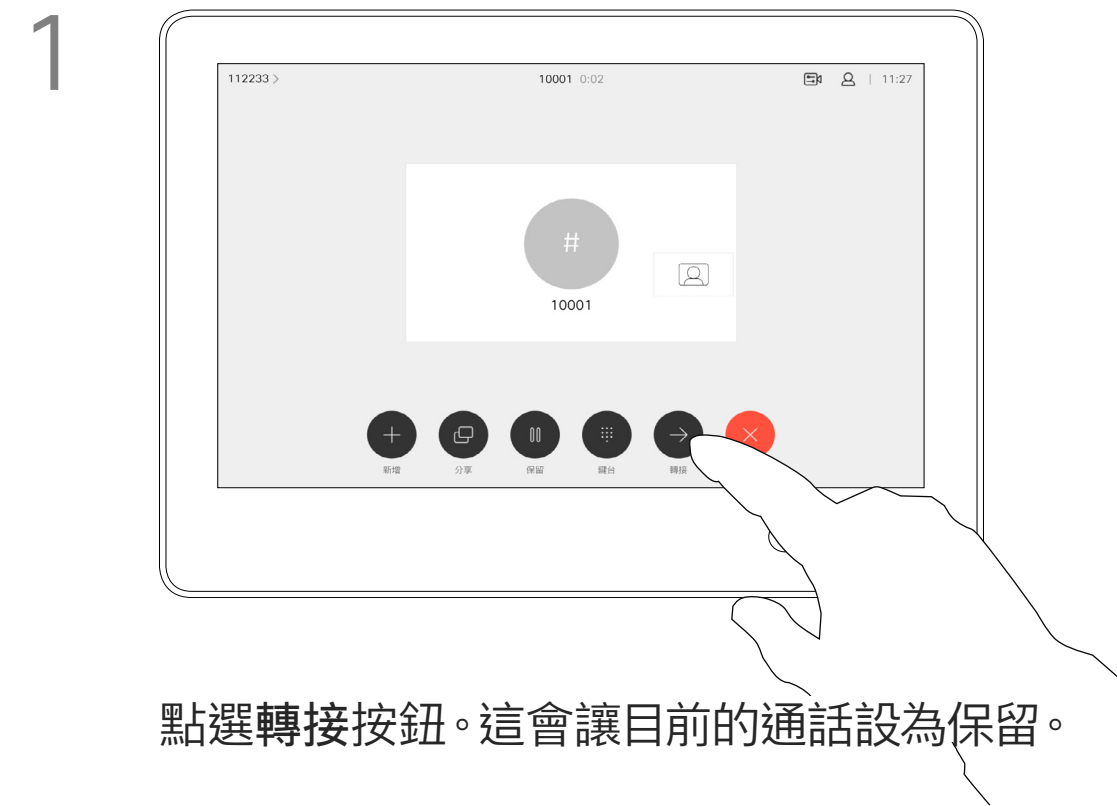 1
112233 >
10001 0:02
11:27
#
10001
新增
分享
保留
鍵台
轉接
點選轉接按鈕。這會讓目前的通話設為保留。